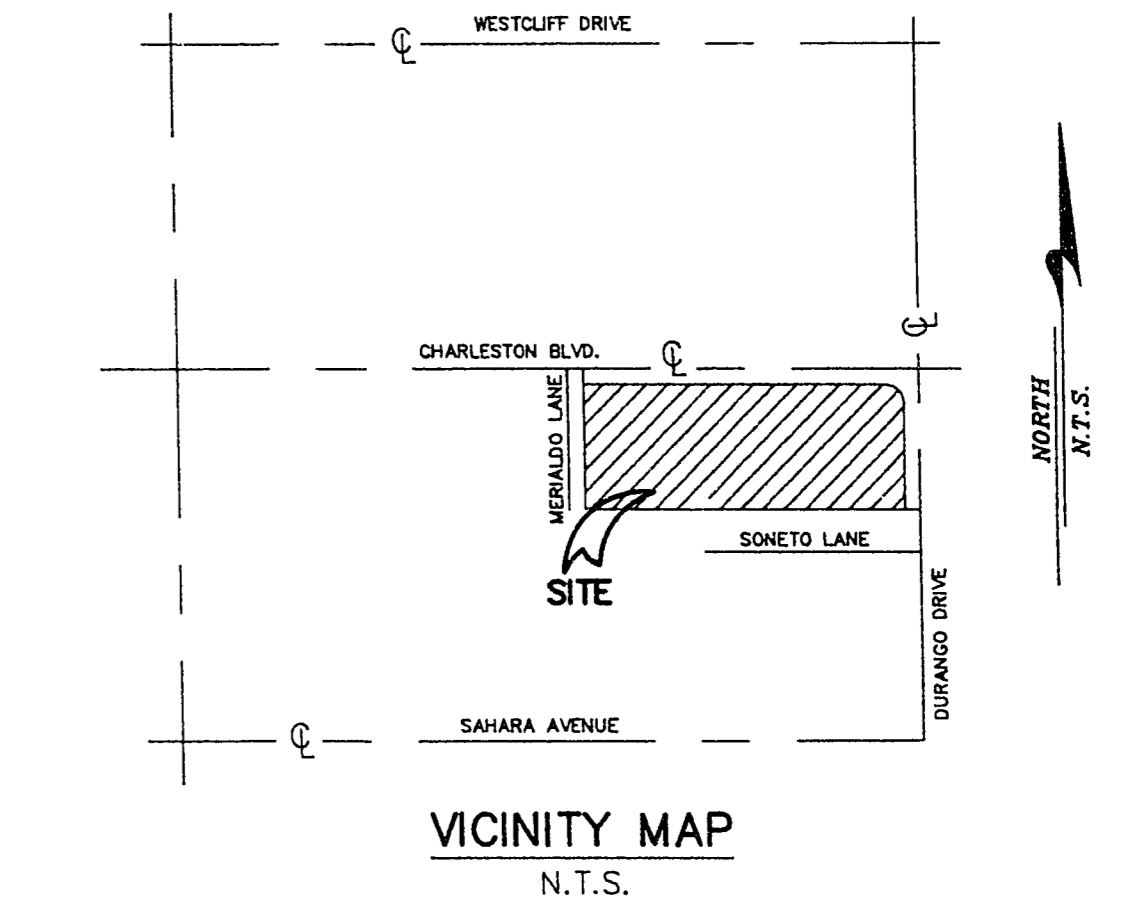 WESTCLIFF DRIVE
℄
℄
CHARLESTON BLVD.
℄
MERIALDO LANE
NORTH
N.T.S.
SONETO LANE
SITE
DURANGO DRIVE
SAHARA AVENUE
℄
VICINITY MAP
N.T.S.